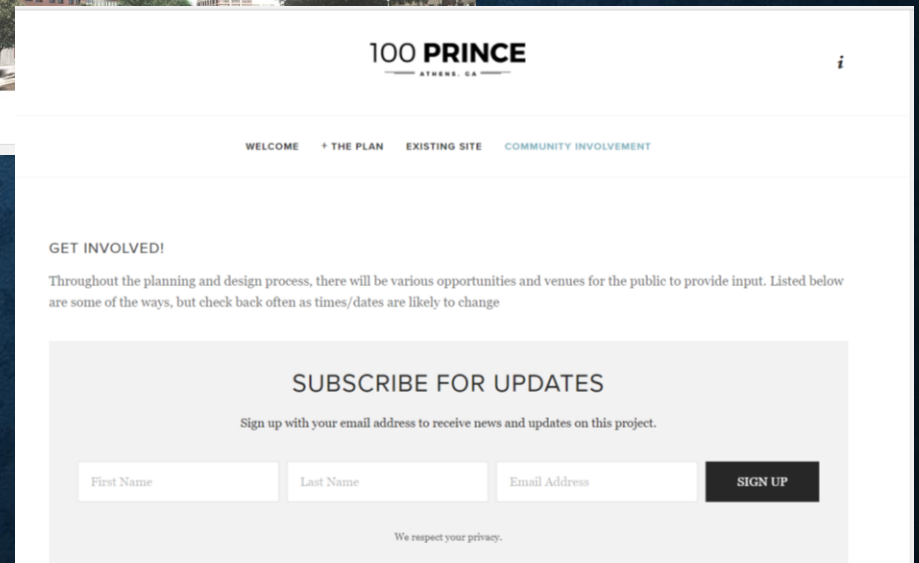 100 PRINCE
ATHENS, GA
i
WELCOME + THE PLAN EXISTING SITE COMMUNITY INVOLVEMENT
GET INVOLVED!
Throughout the planning and design process, there will be various opportunities and venues for the public to provide input. Listed below
are some of the ways, but check back often as times/dates are likely to change
SUBSCRIBE FOR UPDATES
Sign up with your email address to receive news and updates on this project.
First Name Last Name Email Address SIGN UP
We respect your privacy.